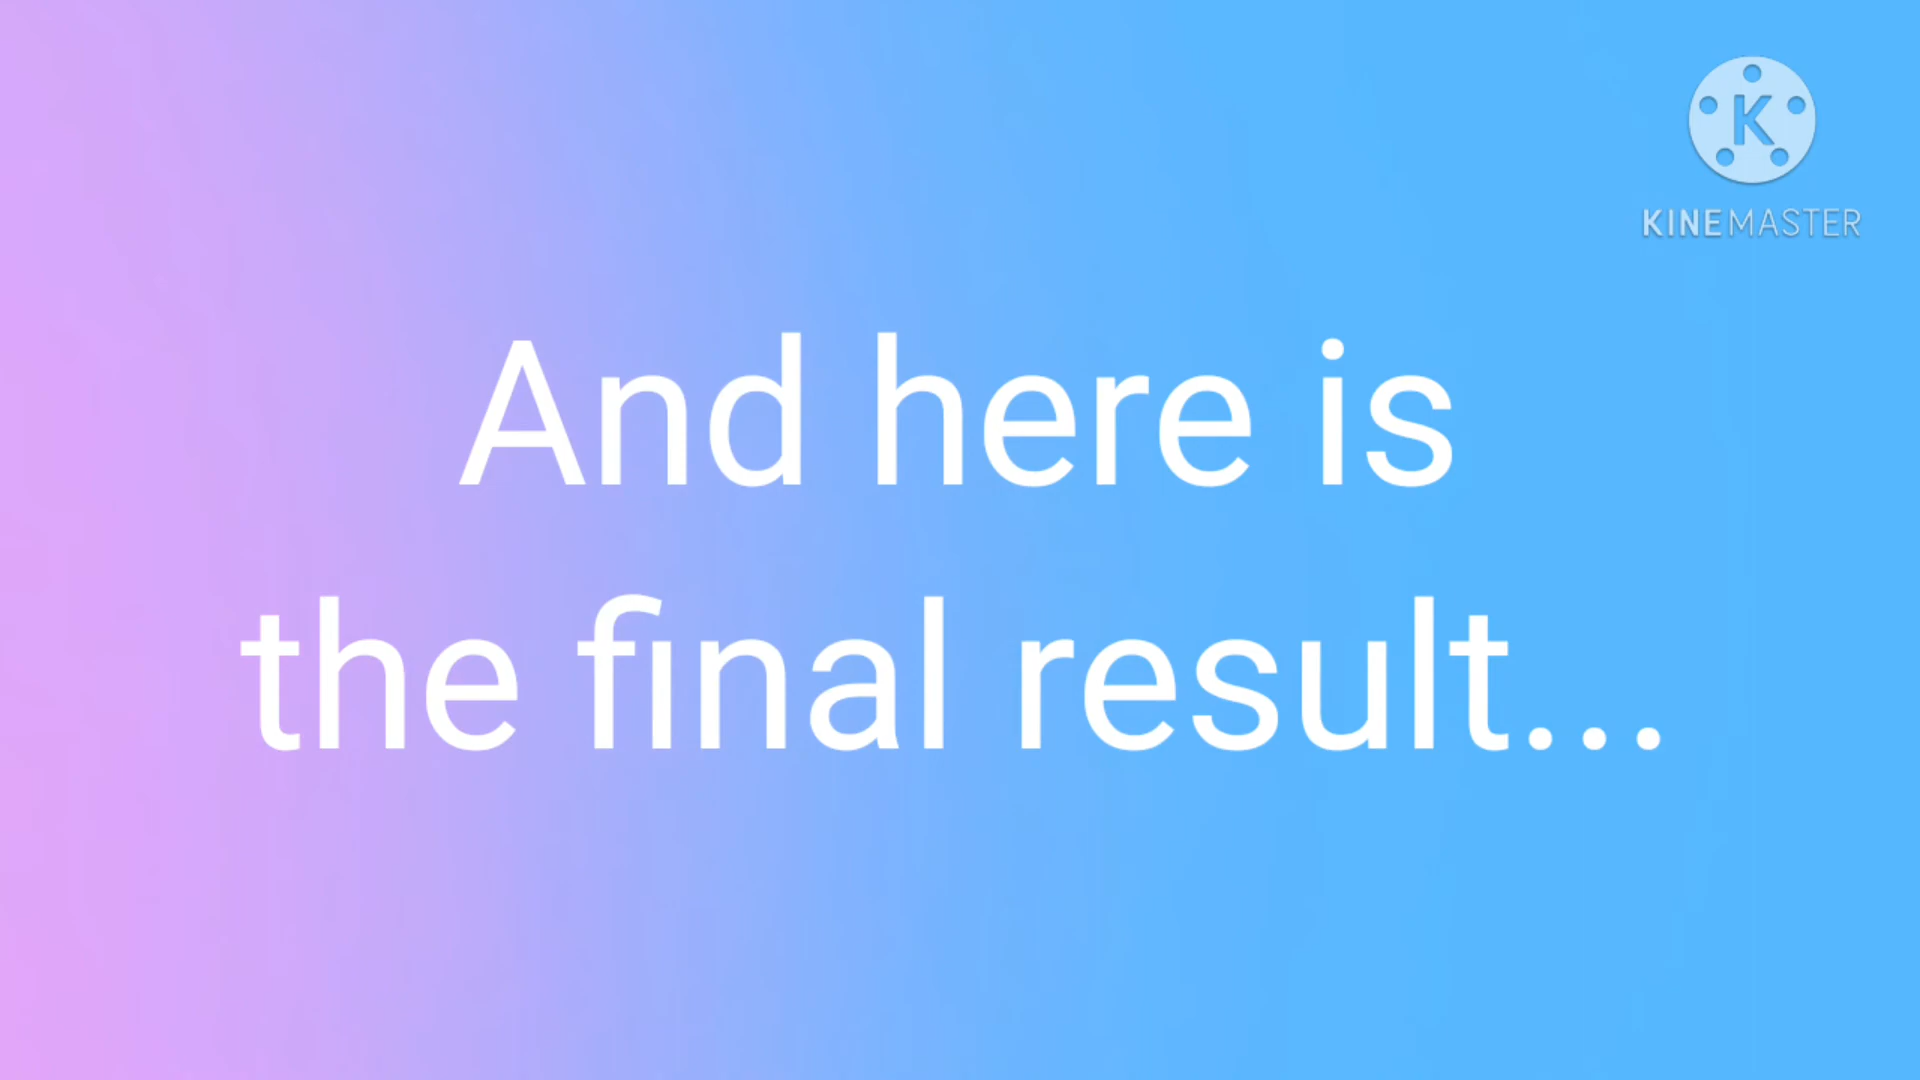 K
KINEMASTER
And here is
the final result...